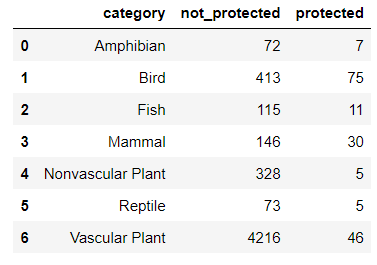 category not_protected protected
0 Amphibian 72 7
1 Bird 413 75
2 Fish 115 11
3 Mammal 146 30
4 Nonvascular Plant 328 5
5 Reptile 73 5
6 Vascular Plant 4216 46